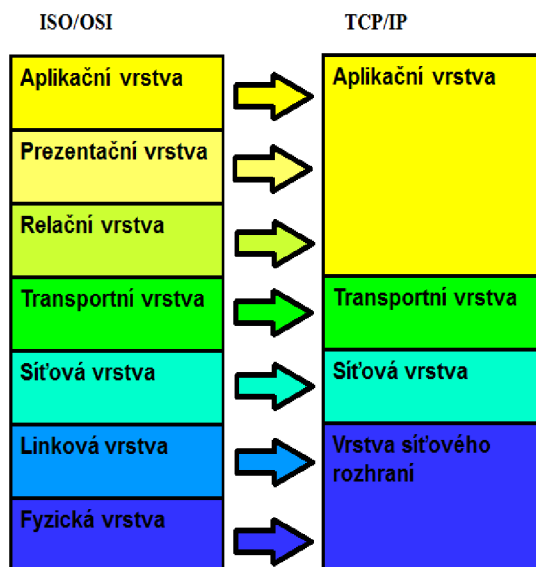 ISO/OSI
TCP/IP
Aplikační vrstva
Prezentační vrstva
Relační vrstva
Transportní vrstva
Síťová vrstva
Linková vrstva
Fyzická vrstva
Aplikační vrstva
Transportní vrstva
Síťová vrstva
Vrstva síťového
rozhraní